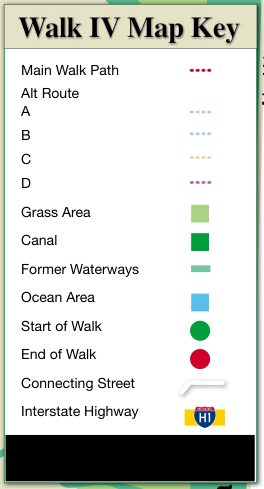 Walk IV Map Key
Main Walk Path
Alt Route
A
B
C
D
Grass Area
Canal
Former Waterways
Ocean Area
Start of Walk
End of Walk
Connecting Street
Interstate Highway
H1